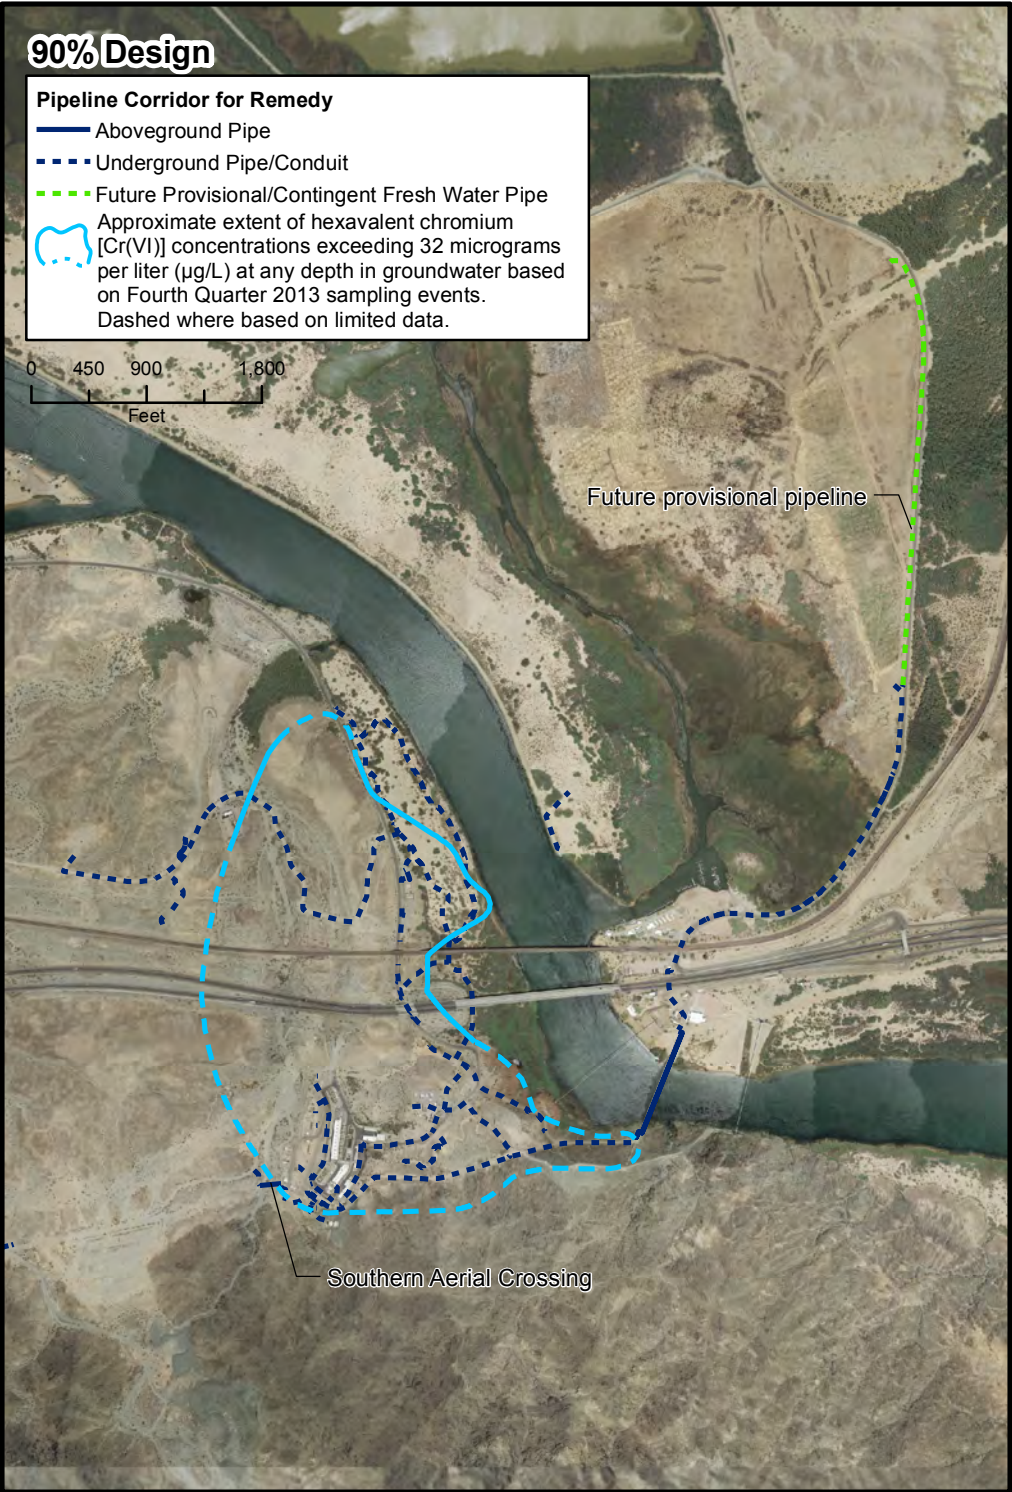 90% Design
Pipeline Corridor for Remedy
Aboveground Pipe
Underground Pipe/Conduit
Future Provisional/Contingent Fresh Water Pipe
Approximate extent of hexavalent chromium
[Cr(VI)] concentrations exceeding 32 micrograms
per liter (µg/L) at any depth in groundwater based
on Fourth Quarter 2013 sampling events.
Dashed where based on limited data.
0 450 900 1,800
Feet
Future provisional pipeline
Southern Aerial Crossing